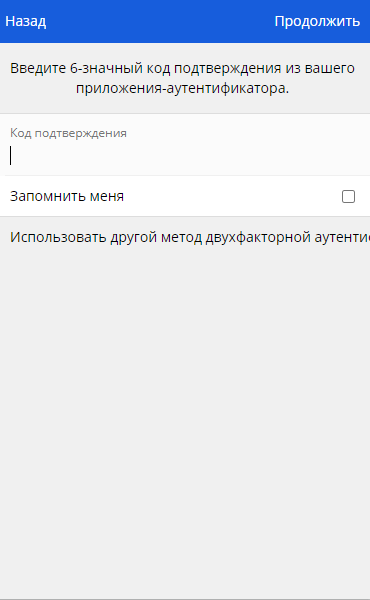 Назад
Продолжить
Введите 6-значный код подтверждения из вашего
приложения-аутентификатора.
Код подтверждения
Запомнить меня
Использовать другой метод двухфакторной аутенти